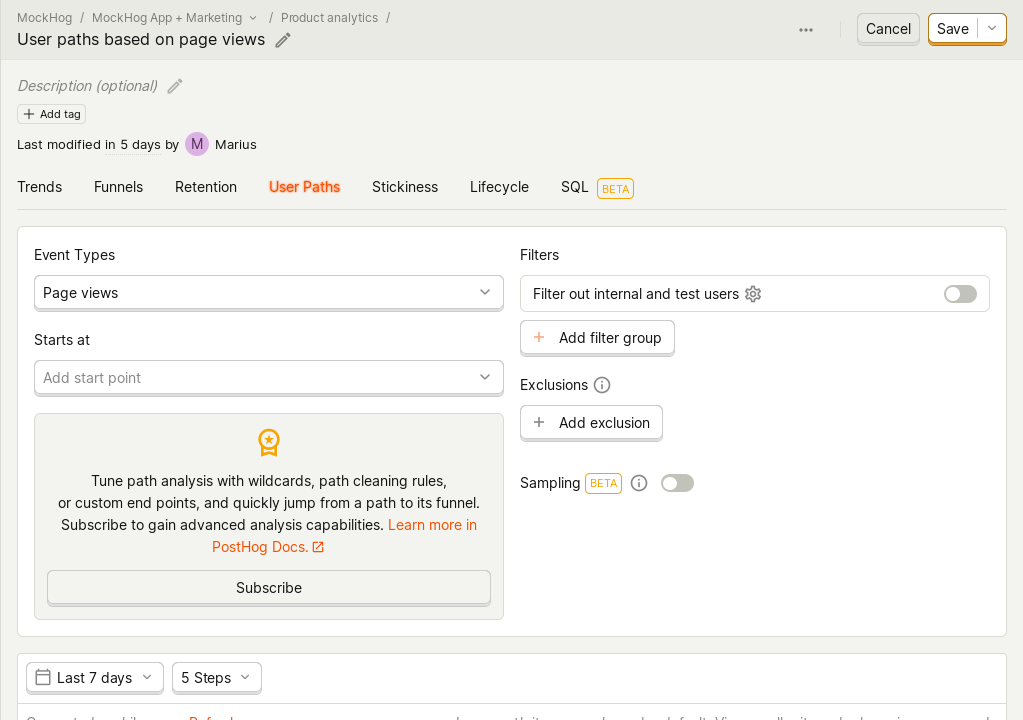 MockHog / MockHog App + Marketing / Product analytics /
User paths based on page views
Cancel
Save
Description (optional)
Add tag
Last modified in 5 days by M Marius
Trends Funnels Retention User Paths Stickiness Lifecycle SQL BETA
Event Types
Page views
Starts at
Add start point
Tune path analysis with wildcards, path cleaning rules,
or custom end points, and quickly jump from a path to its funnel.
Subscribe to gain advanced analysis capabilities. Learn more in
PostHog Docs.
Subscribe
Filters
Filter out internal and test users
Add filter group
Exclusions
Add exclusion
Sampling BETA
Last 7 days
5 Steps